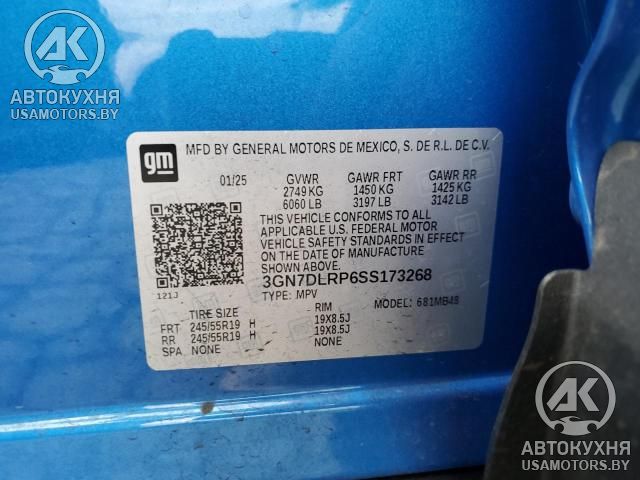 AK
АВТОКУХНЯ
USAMOTORS.BY
gm
MFD BY GENERAL MOTORS DE MEXICO, S. DE R.L. DE C.V.
01/25 GVWR GAWR FRT GAWR RR
2749 KG 1450 KG 1425 KG
6060 LB 3197 LB 3142 LB
THIS VEHICLE CONFORMS TO ALL
APPLICABLE U.S. FEDERAL MOTOR
VEHICLE SAFETY STANDARDS IN EFFECT
ON THE DATE OF MANUFACTURE
SHOWN ABOVE.
121J
3GN7DLRP6SS173268
TYPE: MPV MODEL: 681MB48
TIRE SIZE RIM
FRT 245/55R19 H 19X8.5J
RR 245/55R19 H 19X8.5J
SPA NONE NONE
AK
АВТОКУХНЯ
USAMOTORS.BY